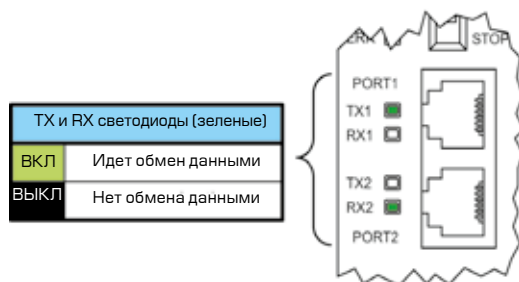 STOP
PORT1
TX1
RX1
TX2
RX2
PORT2
TX и RX светодиоды (зеленые)
ВКЛ Идет обмен данными
ВЫКЛ Нет обмена данными